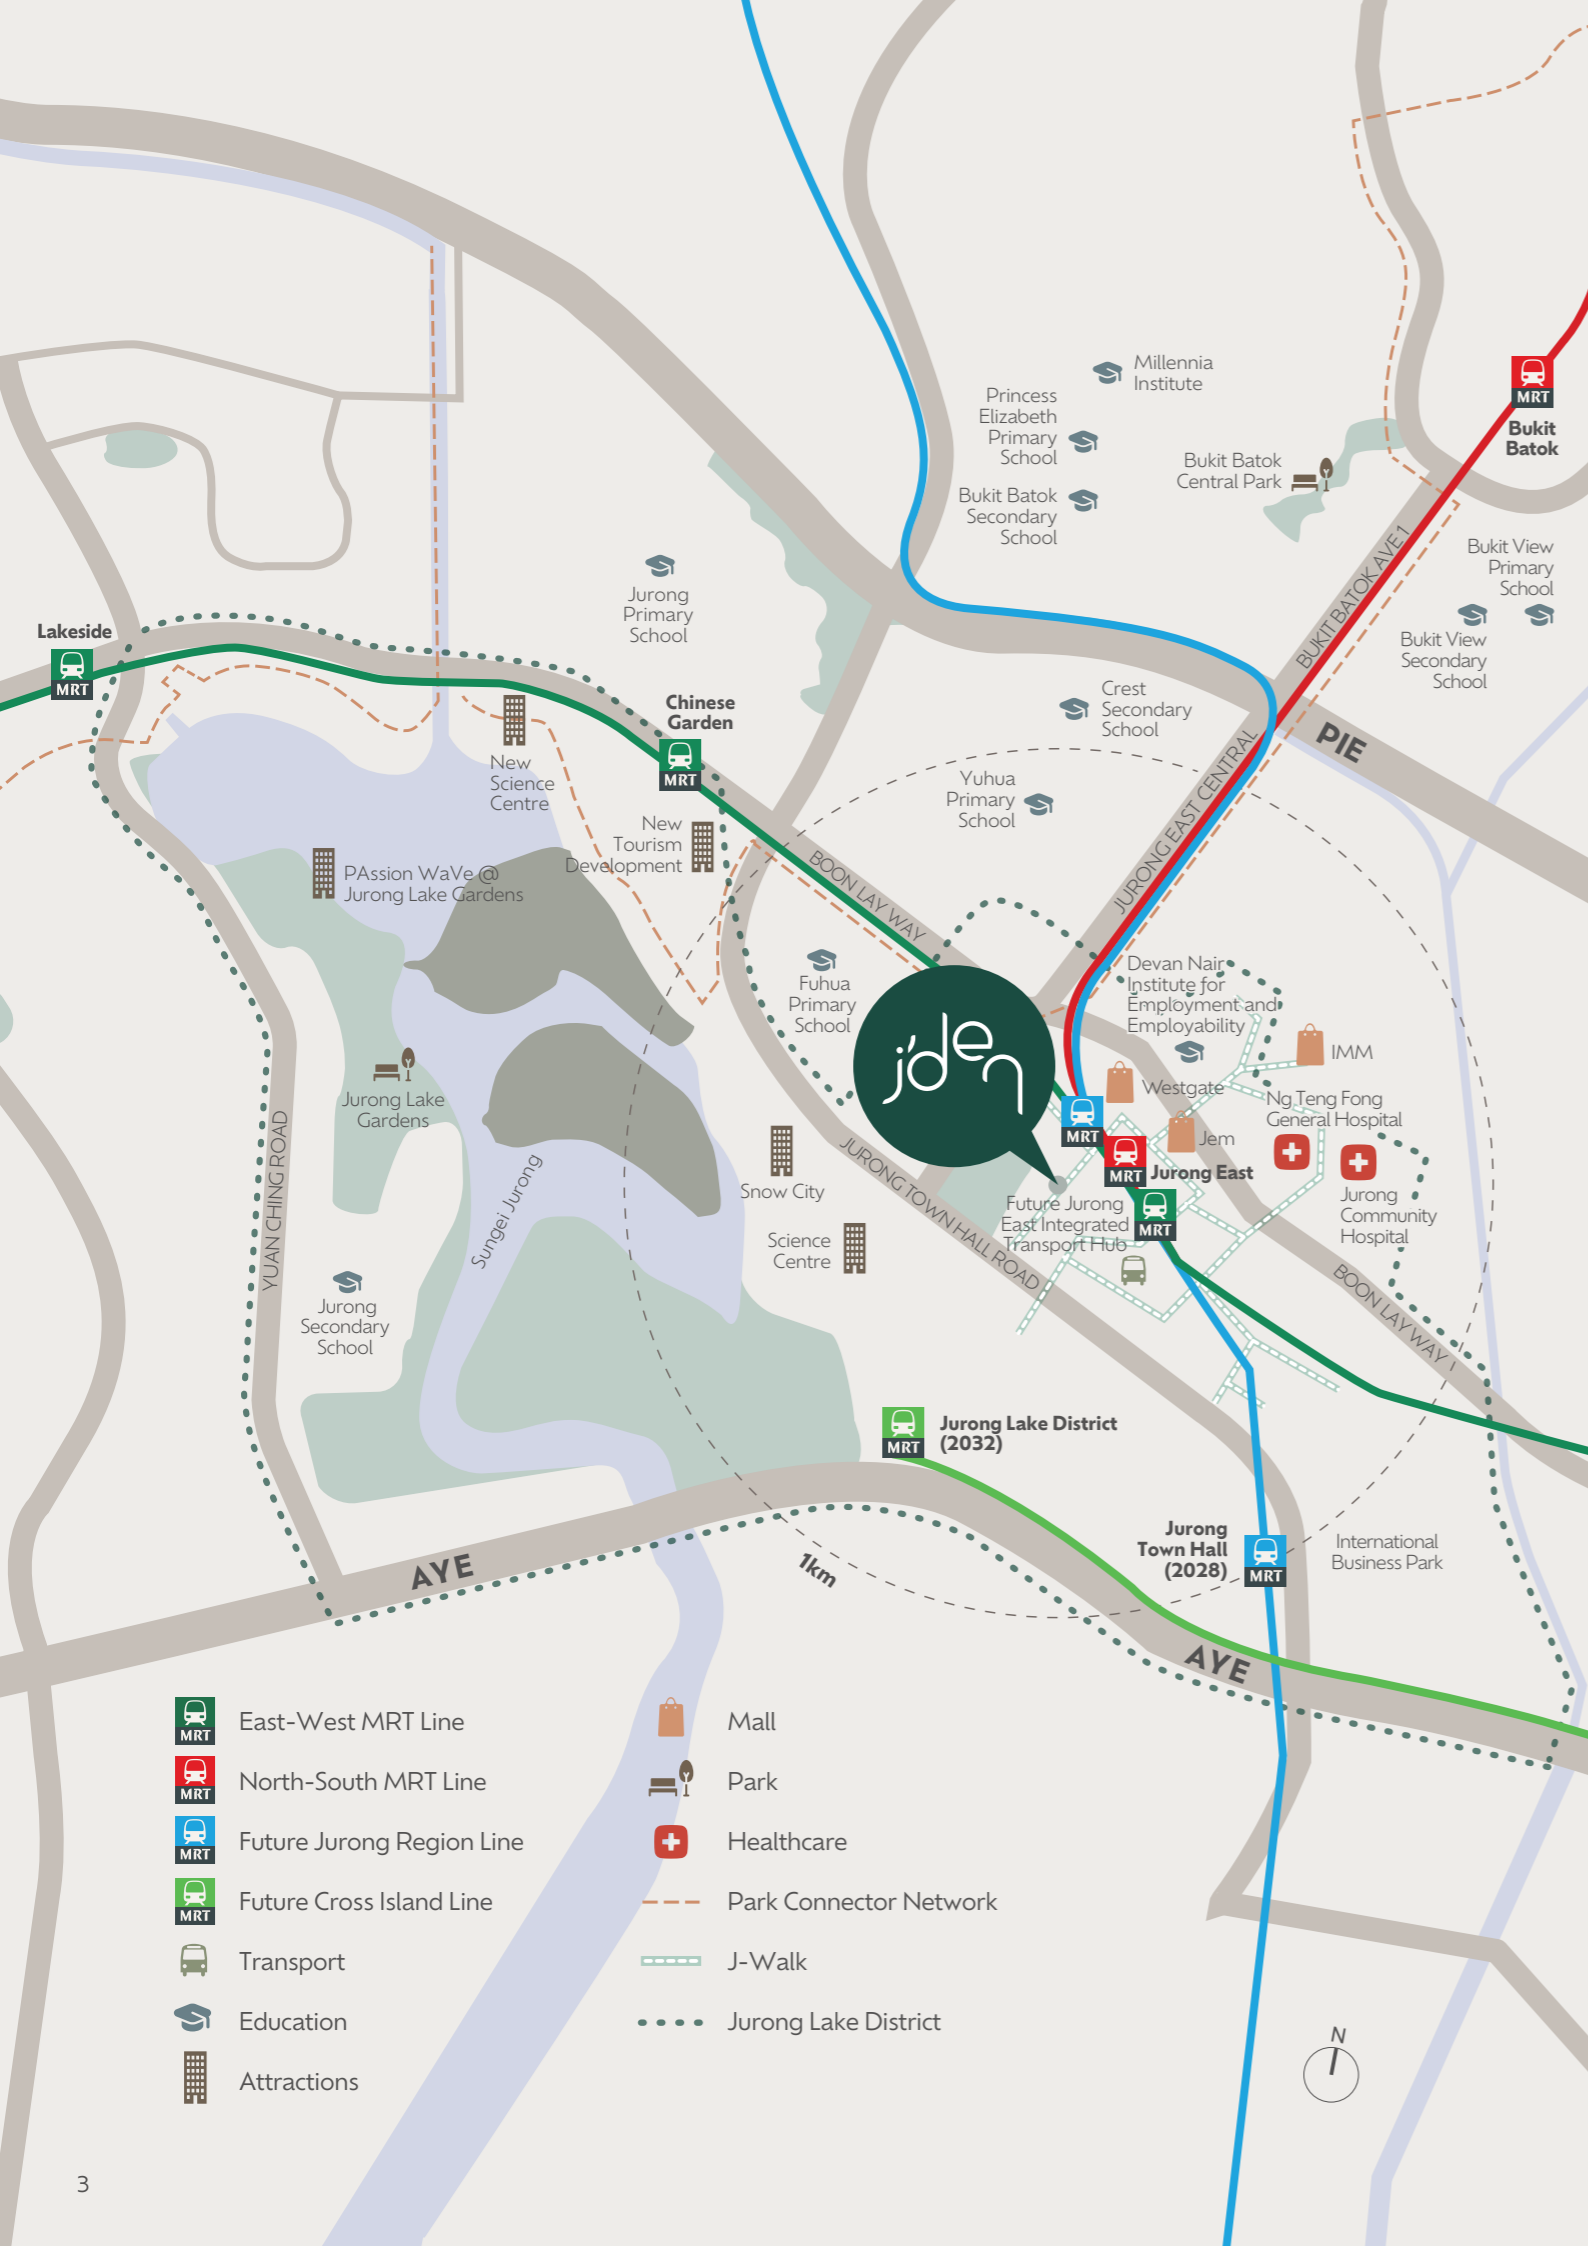 Millennia
Institute
Princess
Elizabeth
Primary
School
MRT
Bukit
Batok
Bukit Batok
Central Park
Bukit Batok
Secondary
School
BUKIT BATOK AVE 1
Bukit View
Primary
School
Bukit View
Secondary
School
Jurong
Primary
School
Lakeside
MRT
Chinese
Garden
MRT
Crest
Secondary
School
PIE
JURONG EAST CENTRAL
New
Science
Centre
Yuhua
Primary
School
New
Tourism
Development
BOON LAY WAY
PAssion WaVe @
Jurong Lake Gardens
Fuhua
Primary
School
Devan Nair
Institute for
Employment and
Employability
j'den
IMM
Westgate
Ng Teng Fong
General Hospital
Jurong Lake
Gardens
MRT
Jem
MRT
Jurong East
YUAN CHING ROAD
Sungei Jurong
Snow City
JURONG TOWN HALL ROAD
Future Jurong
East Integrated
Transport Hub
MRT
Jurong
Community
Hospital
Science
Centre
BOON LAY WAY
Jurong
Secondary
School
MRT
Jurong Lake District
(2032)
Jurong
Town Hall
(2028)
MRT
International
Business Park
1km
AYE
AYE
MRT
East-West MRT Line
Mall
MRT
North-South MRT Line
Park
MRT
Future Jurong Region Line
Healthcare
MRT
Future Cross Island Line
Park Connector Network
Transport
J-Walk
Education
Jurong Lake District
Attractions
N
3